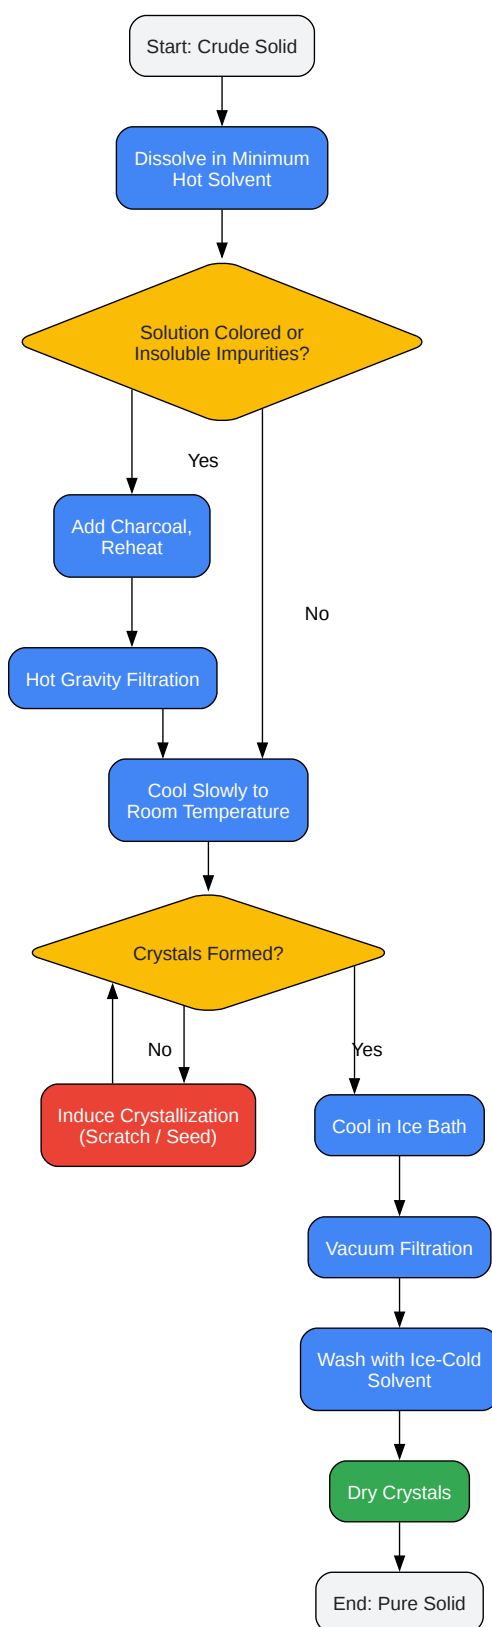 Start: Crude Solid
Dissolve in Minimum
Hot Solvent
Solution Colored or
Insoluble Impurities?
Yes
Add Charcoal,
Reheat
No
Hot Gravity Filtration
Cool Slowly to
Room Temperature
Crystals Formed?
No
Yes
Induce Crystallization
(Scratch / Seed)
Cool in Ice Bath
Vacuum Filtration
Wash with Ice-Cold
Solvent
Dry Crystals
End: Pure Solid